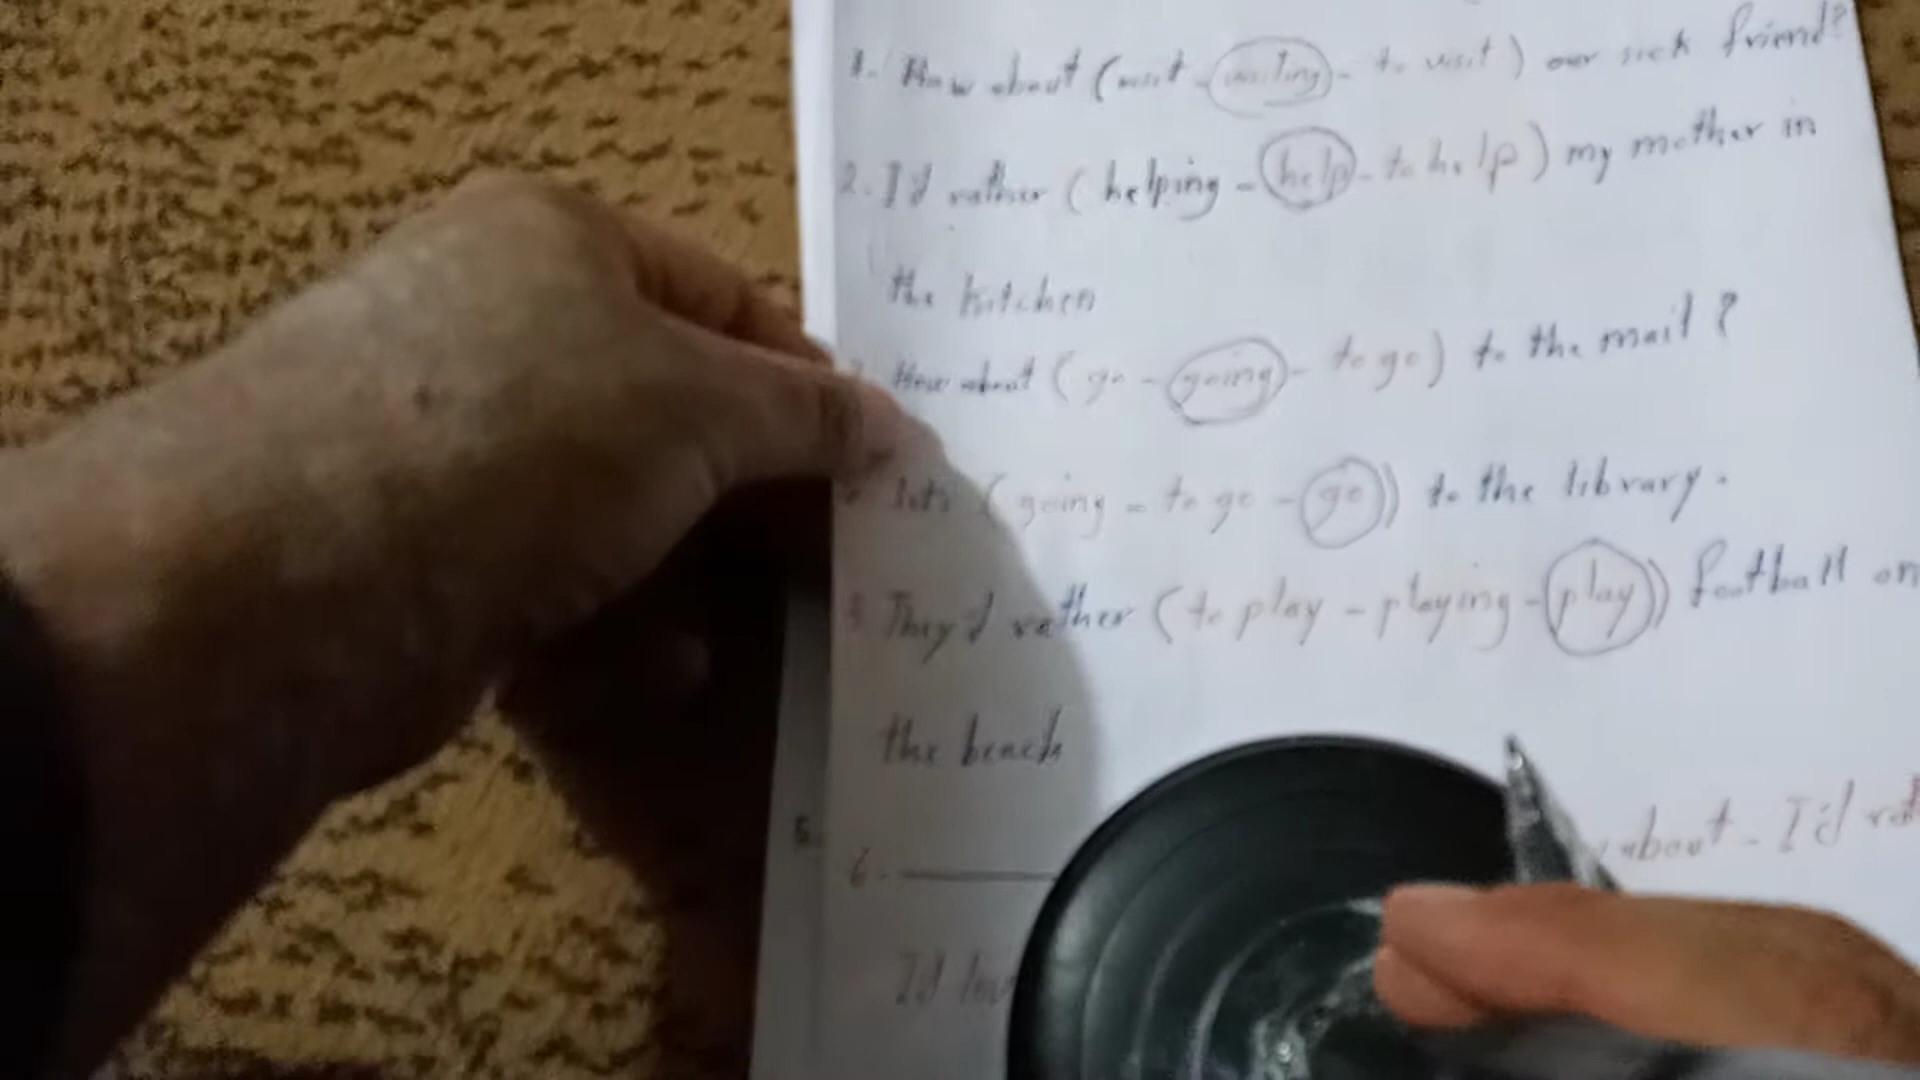 1. How about (visit - visiting - to visit) our sick friend?
2. I'd rather (helping - help - to help) my mother in
the kitchen
How about (go - going - to go) to the mall?
lets (going - to go - go)) to the library.
They'd rather (to play - playing - play)) football on
the beach
5.
6. about - I'd
I'd